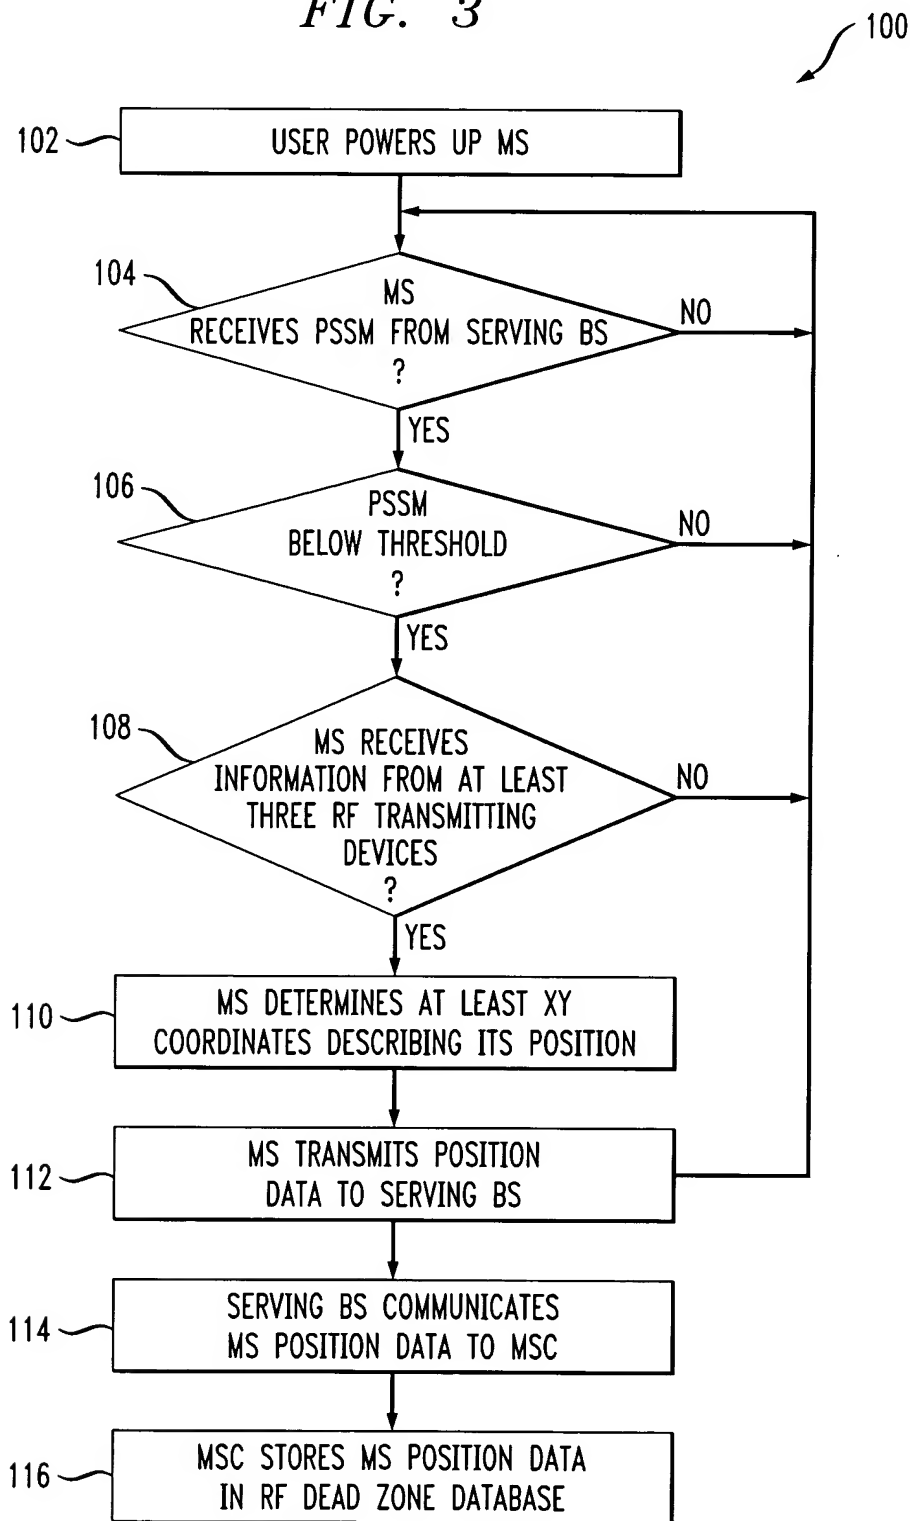 FIG. 3
100
102
USER POWERS UP MS
104
MS
RECEIVES PSSM FROM SERVING BS
?
NO
YES
106
PSSM
BELOW THRESHOLD
?
NO
YES
108
MS RECEIVES
INFORMATION FROM AT LEAST
THREE RF TRANSMITTING
DEVICES
?
NO
YES
110
MS DETERMINES AT LEAST XY
COORDINATES DESCRIBING ITS POSITION
112
MS TRANSMITS POSITION
DATA TO SERVING BS
114
SERVING BS COMMUNICATES
MS POSITION DATA TO MSC
116
MSC STORES MS POSITION DATA
IN RF DEAD ZONE DATABASE